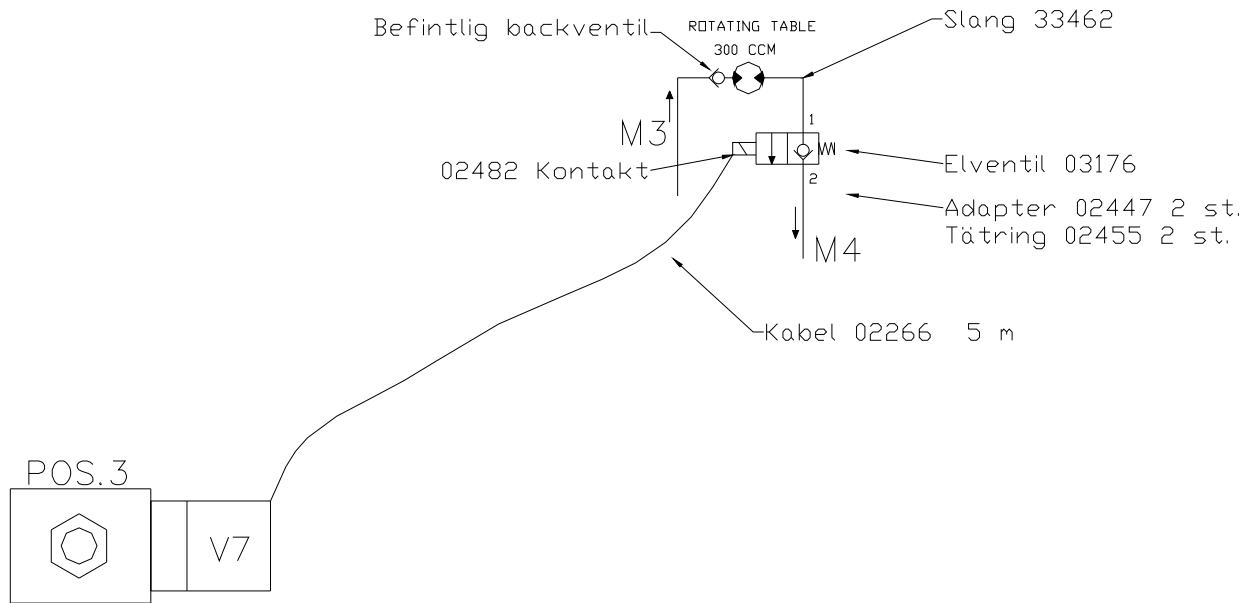 Befintlig backventil
ROTATING TABLE
300 CCM
Slang 33462
M3
1
02482 Kontakt
Elventil 03176
2
Adapter 02447 2 st.
Tätring 02455 2 st.
M4
Kabel 02266 5 m
POS.3
V7